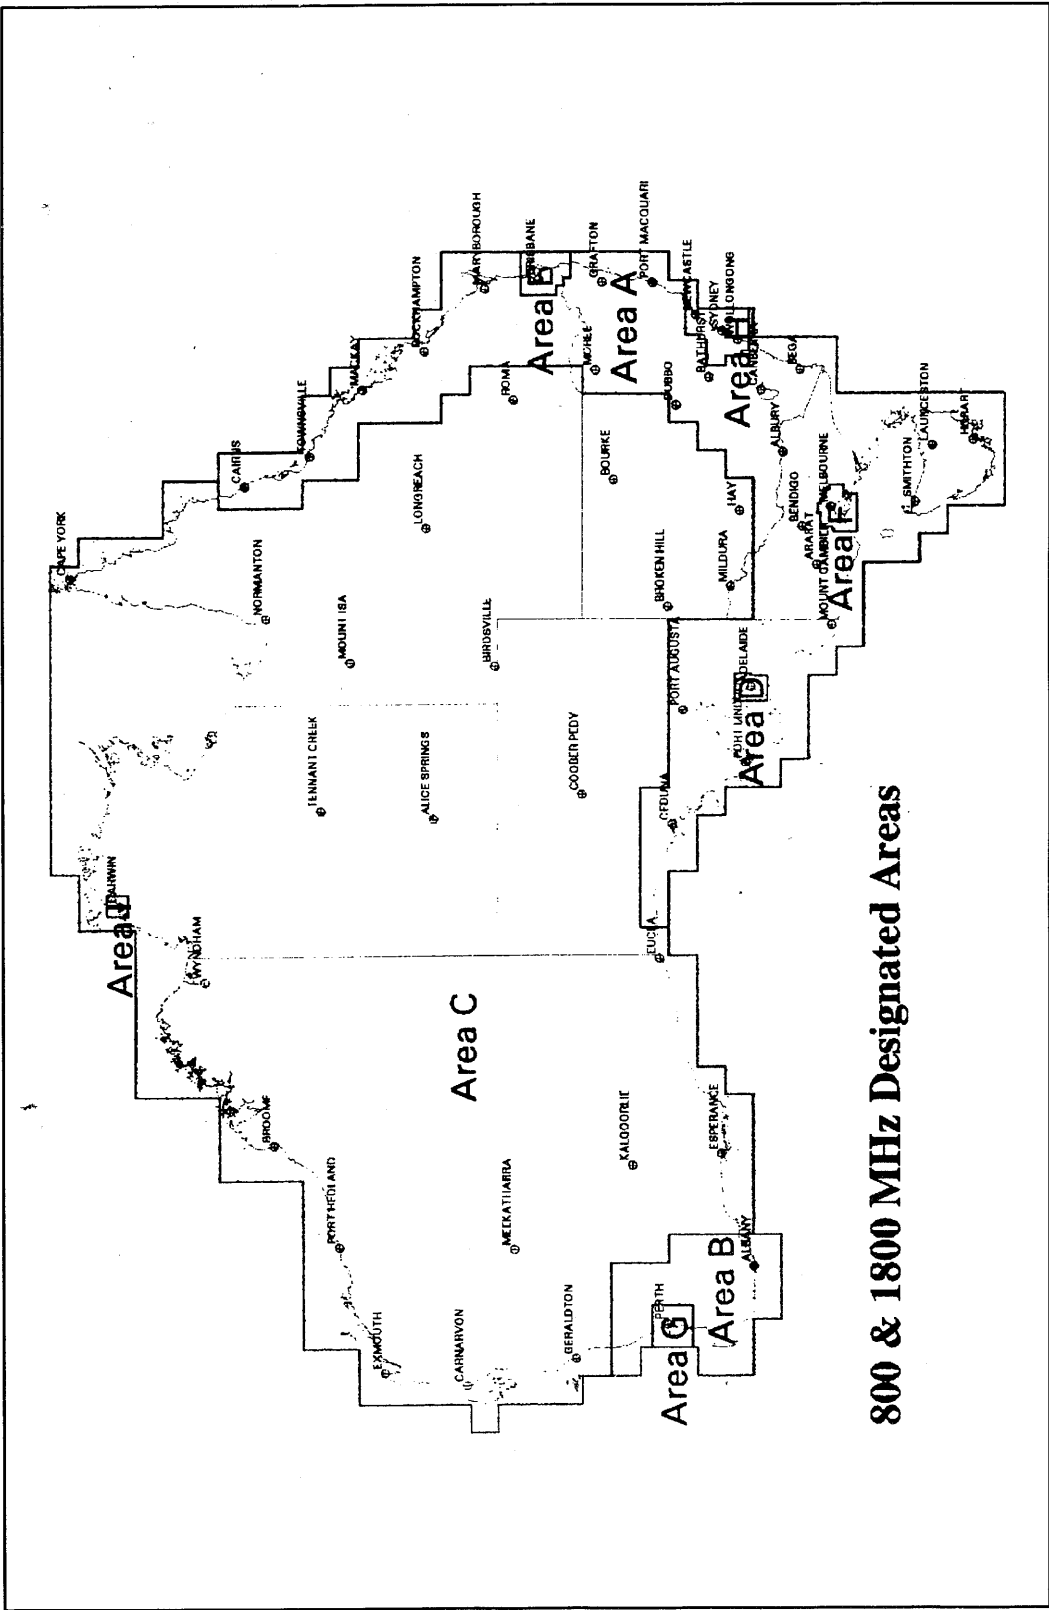 CAPE YORK
Area
DARWIN
CAIRNS
WYNDHAM
NORMANTON
TOWNSVILLE
BROOME
TENNANT CREEK
MOUNT ISA
MACKAY
PORT HEDLAND
ROCKHAMPTON
EXMOUTH
ALICE SPRINGS
LONGREACH
CARNARVON
Area C
BIRDSVILLE
MARYBOROUGH
MEEKATHARRA
ROMA
BRISBANE
Area E
GERALDTON
COOBER PEDY
MOREE
GRAFTON
KALGOORLIE
BOURKE
Area A
PORT MACQUARI
EUCLA
CEDUNA
BROKEN HILL
DUBBO
PERTH
Area G
PORT AUGUSTA
NEWCASTLE
BATHURST
SYDNEY
WOLLONGONG
ESPERANCE
MILDURA
HAY
Area B
ALBANY
ADELAIDE
Area D
Area H
CANBERRA
ALBURY
BEGA
BENDIGO
ARARAT
MELBOURNE
MOUNT GAMBIER
Area F
SMITHTON
LAUNCESTON
HOBART
800 & 1800 MHz Designated Areas